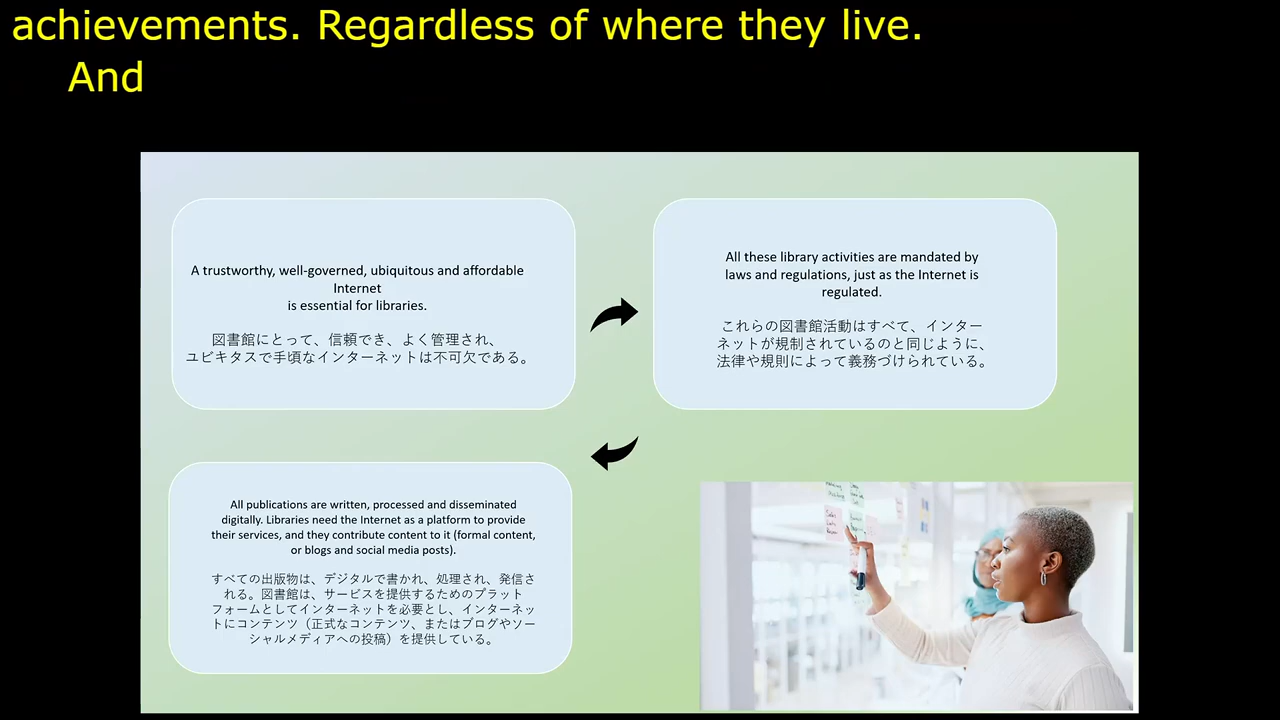 achievements. Regardless of where they live.
And
A trustworthy, well-governed, ubiquitous and affordable
Internet
is essential for libraries.
図書館にとって、信頼でき、よく管理され、
ユビキタスで手頃なインターネットは不可欠である。
All these library activities are mandated by
laws and regulations, just as the Internet is
regulated.
これらの図書館活動はすべて、インター
ネットが規制されているのと同じように、
法律や規則によって義務づけられている。
All publications are written, processed and disseminated
digitally. Libraries need the Internet as a platform to provide
their services, and they contribute content to it (formal content,
or blogs and social media posts).
すべての出版物は、デジタルで書かれ、処理され、発信さ
れる。図書館は、サービスを提供するためのプラット
フォームとしてインターネットを必要とし、インターネッ
トにコンテンツ（正式なコンテンツ、またはブログやソー
シャルメディアへの投稿）を提供している。